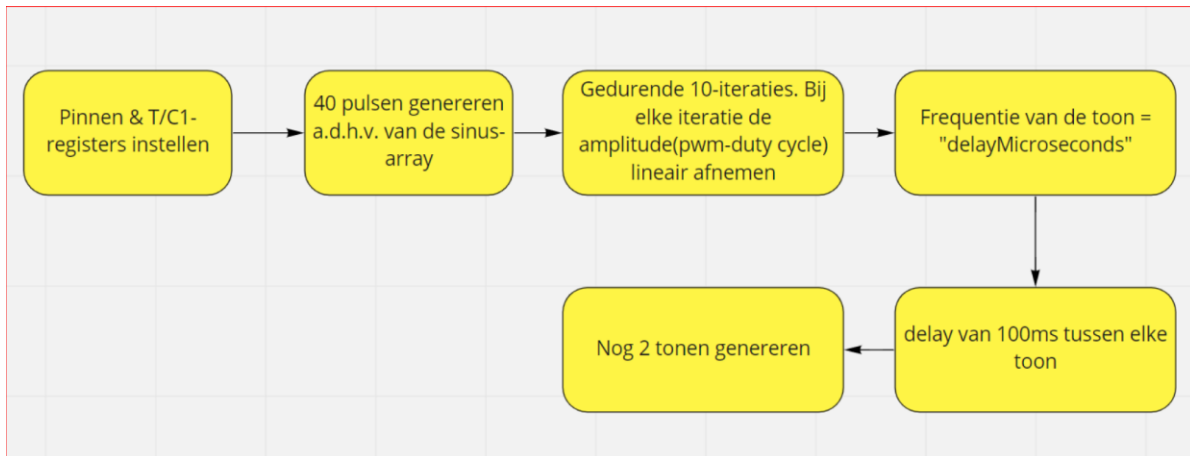 Pinnen & T/C1-
registers instellen
40 pulsen genereren
a.d.h.v. van de sinus-
array
Gedurende 10-iteraties. Bij
elke iteratie de
amplitude(pwm-duty cycle)
lineair afnemen
Frequentie van de toon =
"delayMicroseconds"
delay van 100ms tussen elke
toon
Nog 2 tonen genereren